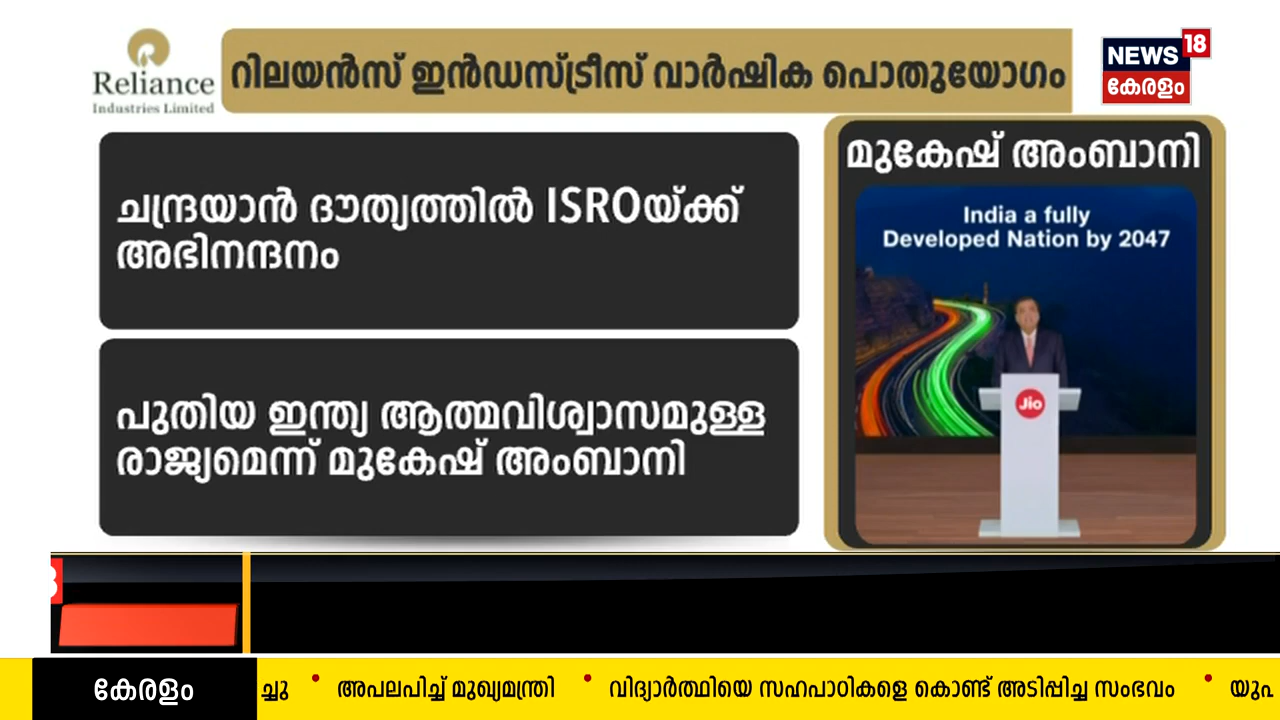 Reliance
Industries Limited
റിലയൻസ് ഇൻഡസ്ട്രീസ് വാർഷിക പൊതുയോഗം
NEWS 18
കേരളം
ചന്ദ്രയാൻ ദൗത്യത്തിൽ ISROയ്ക്ക്
അഭിനന്ദനം
പുതിയ ഇന്ത്യ ആത്മവിശ്വാസമുള്ള
രാജ്യമെന്ന് മുകേഷ് അംബാനി
മുകേഷ് അംബാനി
India a fully
Developed Nation by 2047
Jio
കേരളം
ച്ചു • അപലപിച്ച് മുഖ്യമന്ത്രി • വിദ്യാർത്ഥിയെ സഹപാഠികളെ കൊണ്ട് അടിപ്പിച്ച സംഭവം •